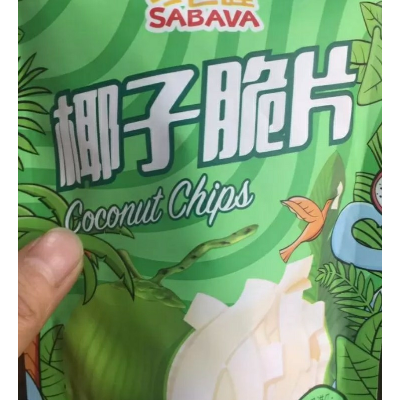 SABAVA
椰子脆片
Coconut Chips